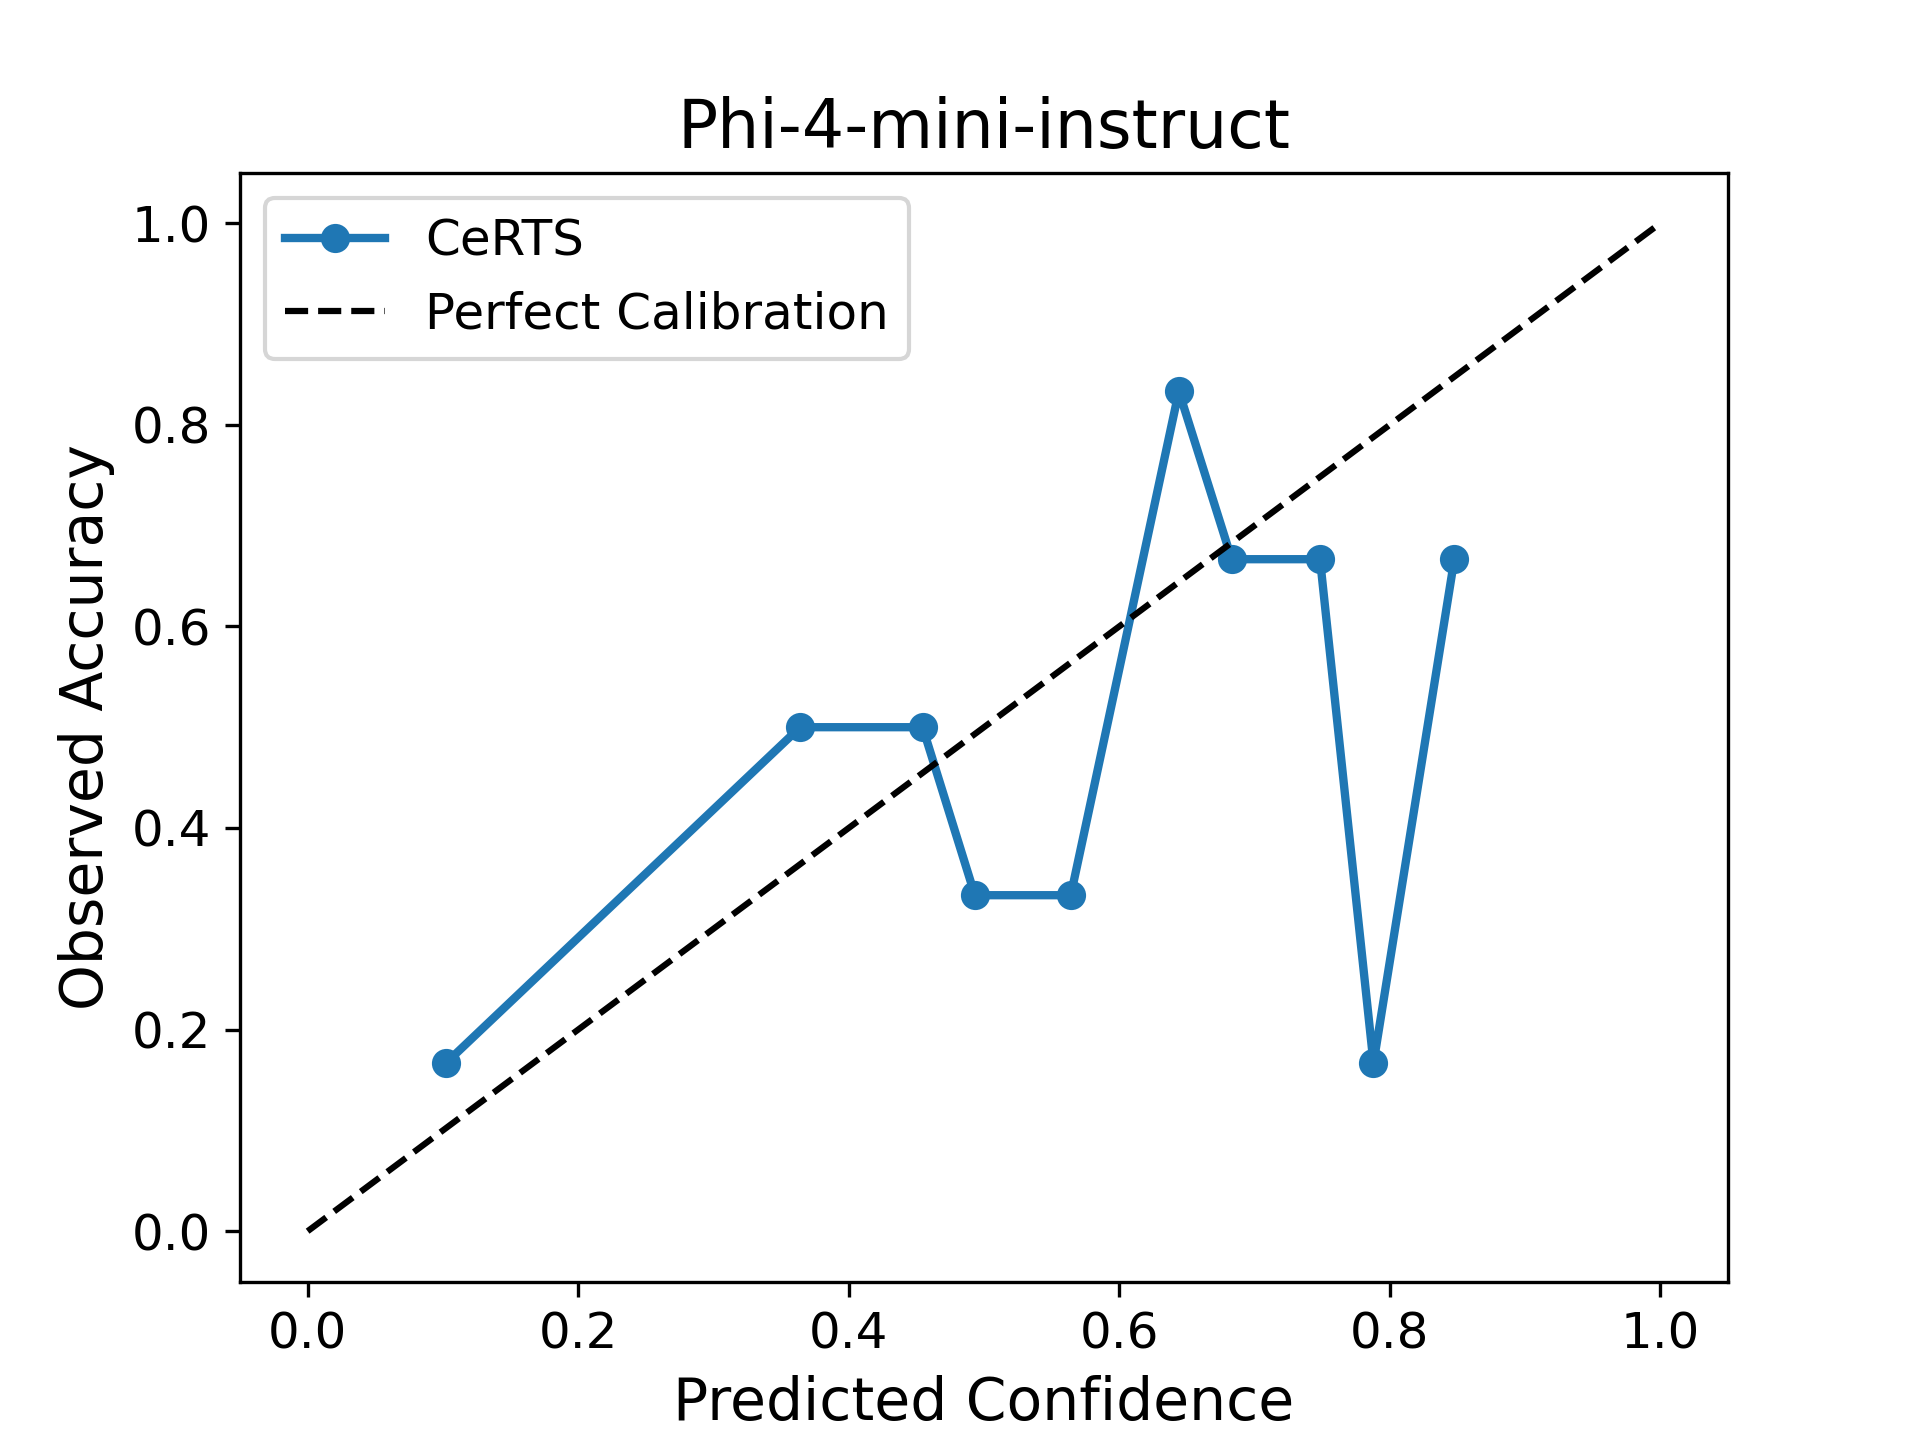 Phi-4-mini-instruct
CeRTS
Perfect Calibration
1.0
0.8
0.6
0.4
0.2
0.0
Observed Accuracy
0.0 0.2 0.4 0.6 0.8 1.0
Predicted Confidence